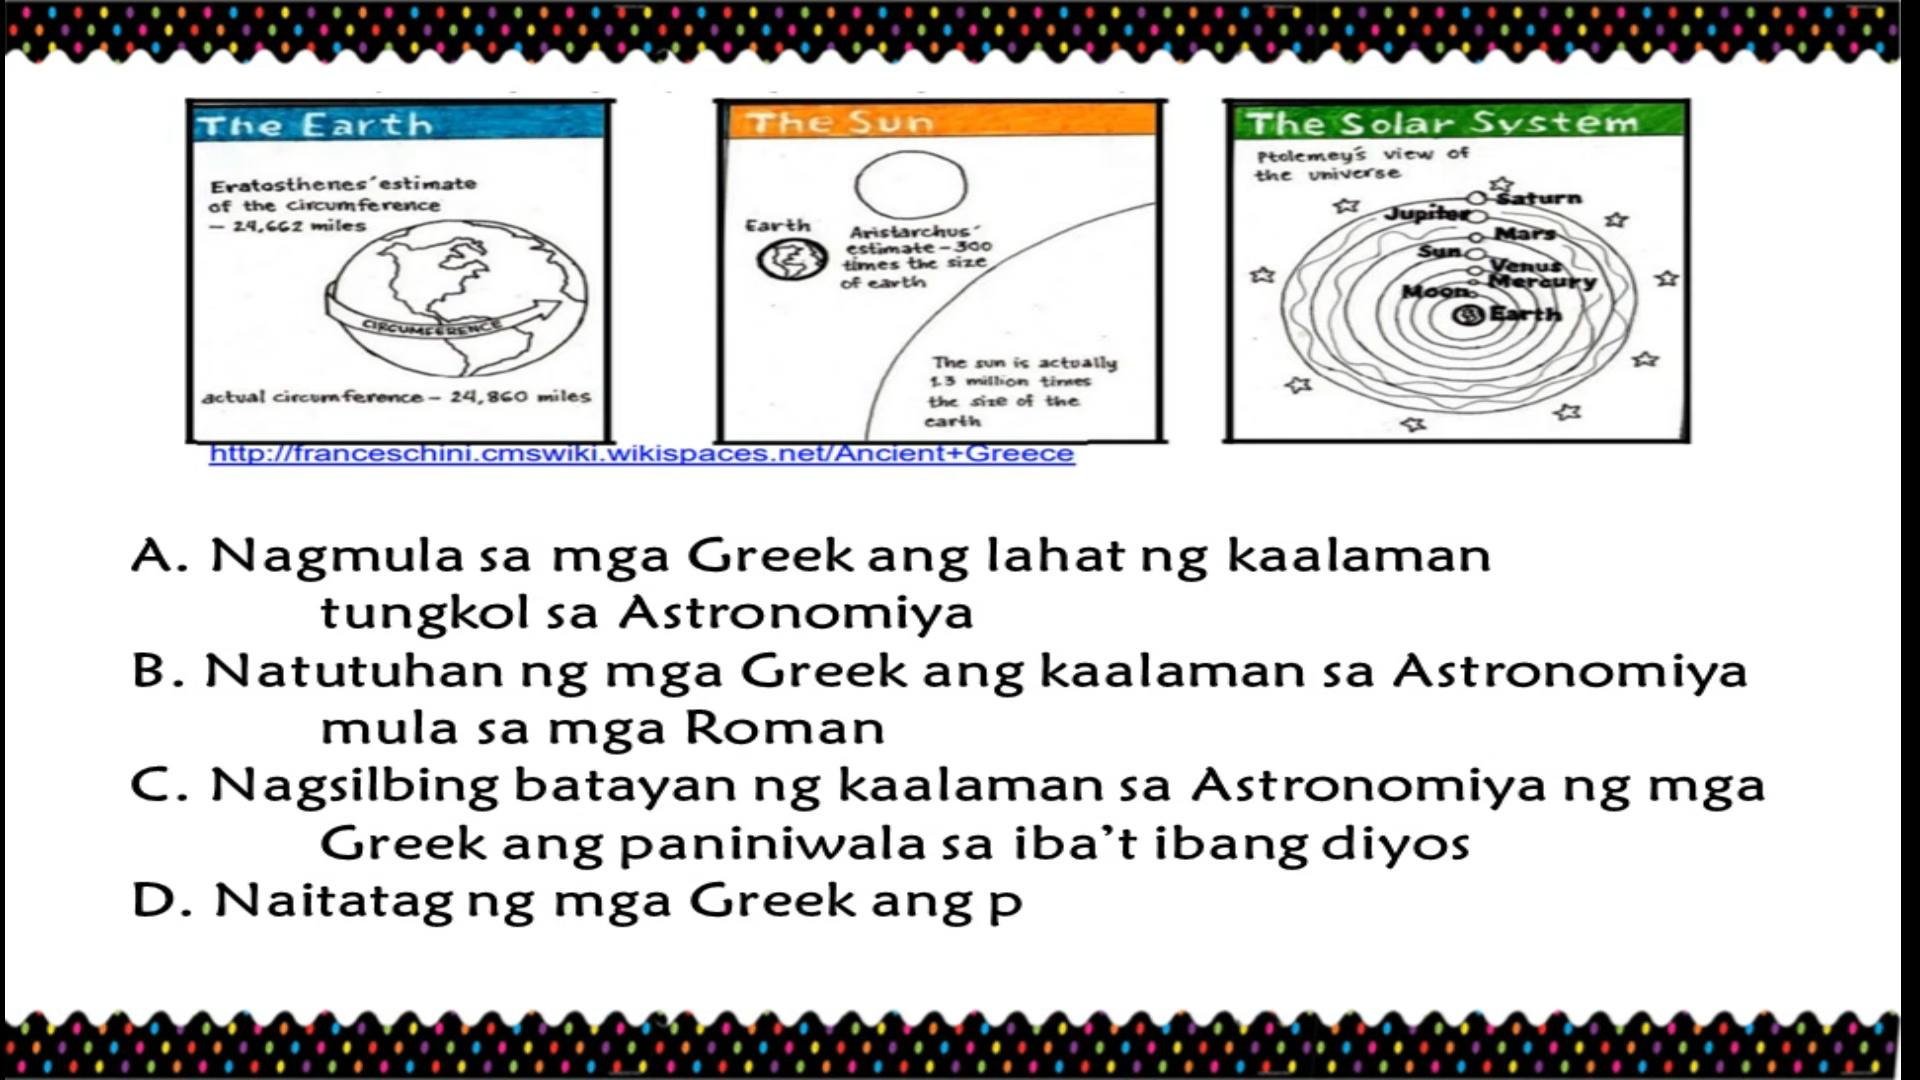 The Earth
Eratosthenes' estimate
of the circumference
- 24,662 miles
CIRCUMFERENCE
actual circumference - 24,860 miles
The Sun
Earth
Aristarchus'
estimate - 300
times the size
of earth
The sun is actually
1.3 million times
the size of the
earth
The Solar System
Ptolemey's view of
the universe
Saturn
Jupiter
Mars
Sun
Venus
Mercury
Moon
Earth
http://franceschini.cmswiki.wikispaces.net/Ancient+Greece
A. Nagmula sa mga Greek ang lahat ng kaalaman
tungkol sa Astronomiya
B. Natutuhan ng mga Greek ang kaalaman sa Astronomiya
mula sa mga Roman
C. Nagsilbing batayan ng kaalaman sa Astronomiya ng mga
Greek ang paniniwala sa iba't ibang diyos
D. Naitatag ng mga Greek ang p